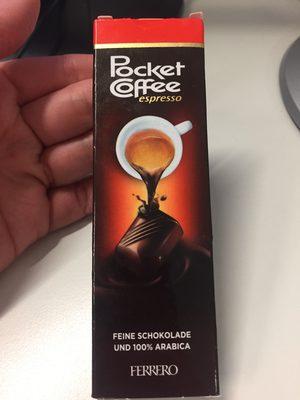 Pocket
Coffee
espresso
FEINE SCHOKOLADE
UND 100% ARABICA
FERRERO